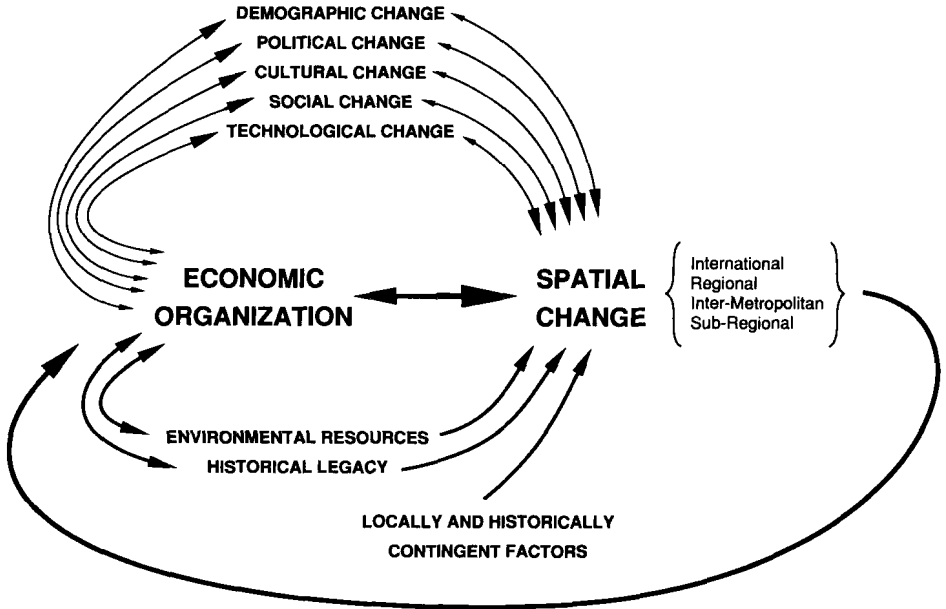 DEMOGRAPHIC CHANGE
POLITICAL CHANGE
CULTURAL CHANGE
SOCIAL CHANGE
TECHNOLOGICAL CHANGE
ECONOMIC
ORGANIZATION
SPATIAL
CHANGE
International
Regional
Inter-Metropolitan
Sub-Regional
ENVIRONMENTAL RESOURCES
HISTORICAL LEGACY
LOCALLY AND HISTORICALLY
CONTINGENT FACTORS